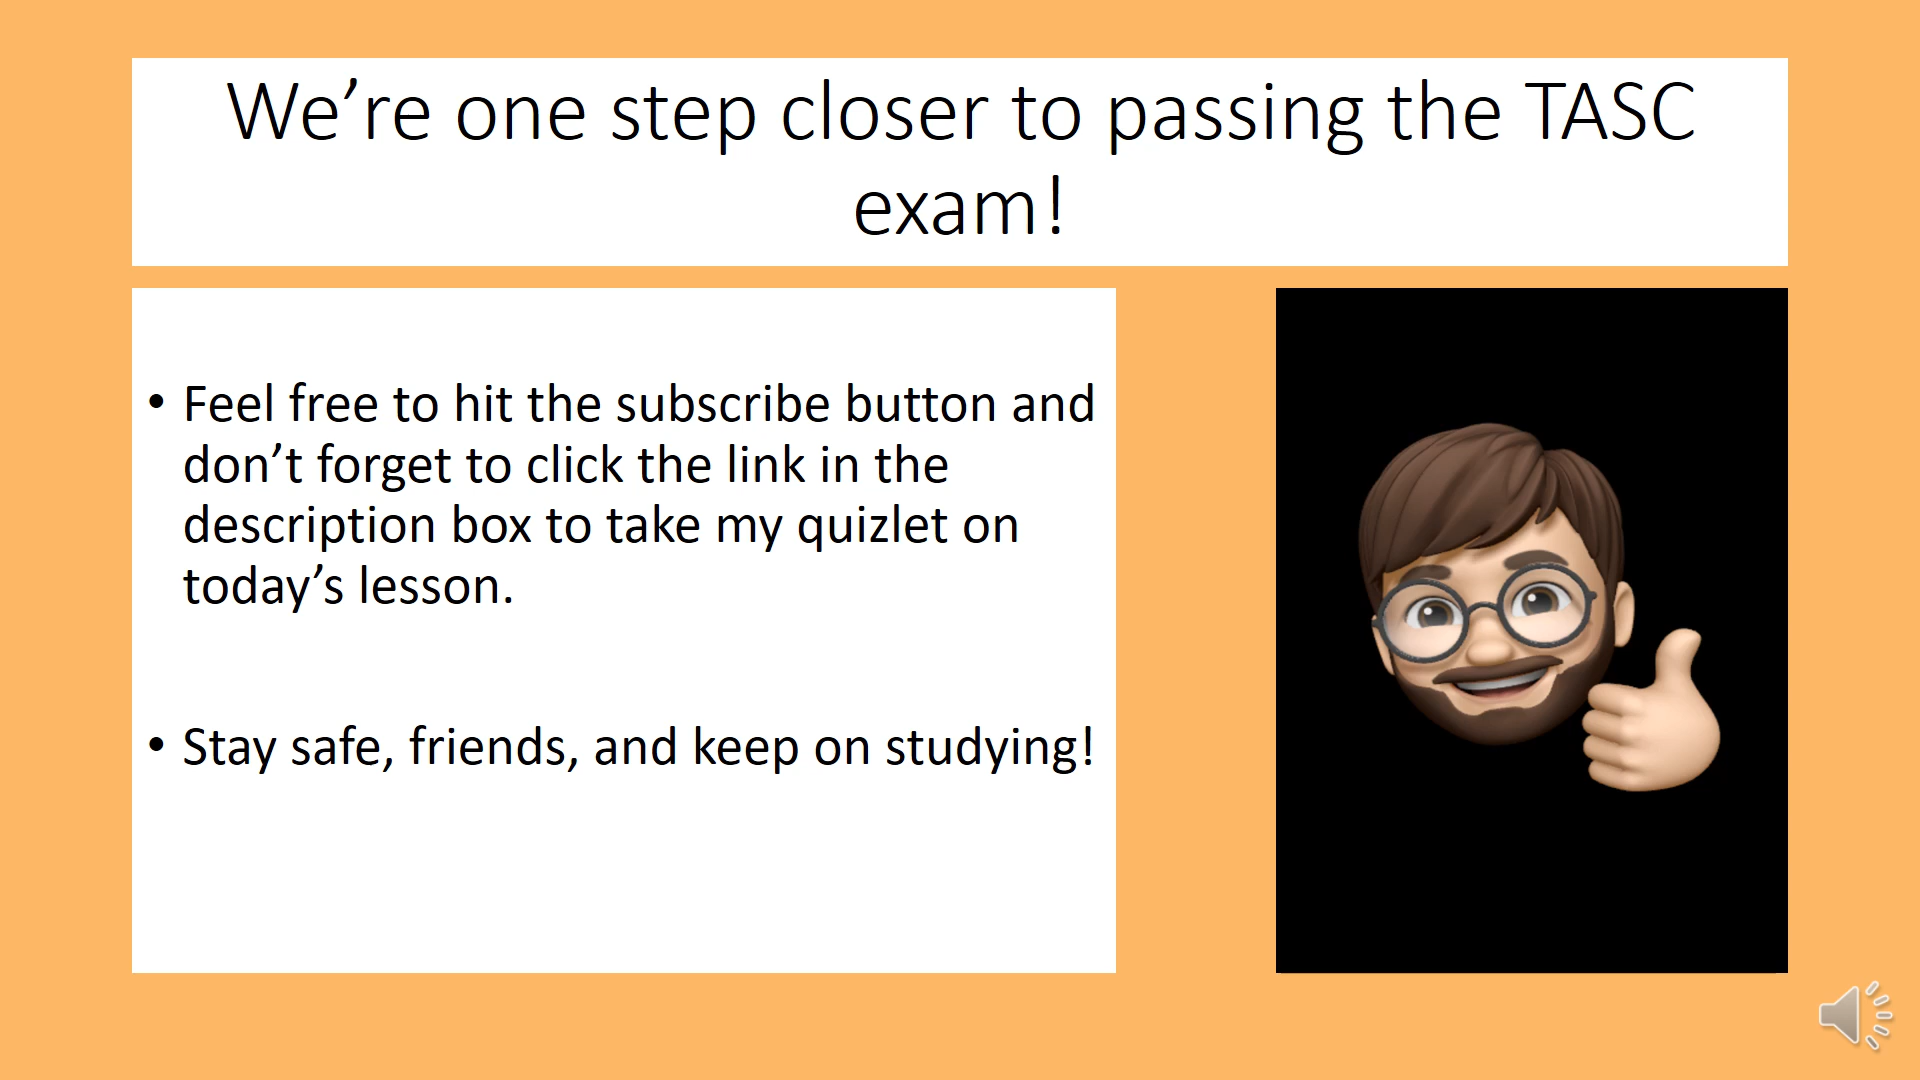 We’re one step closer to passing the TASC
exam!
• Feel free to hit the subscribe button and
don’t forget to click the link in the
description box to take my quizlet on
today’s lesson.
• Stay safe, friends, and keep on studying!